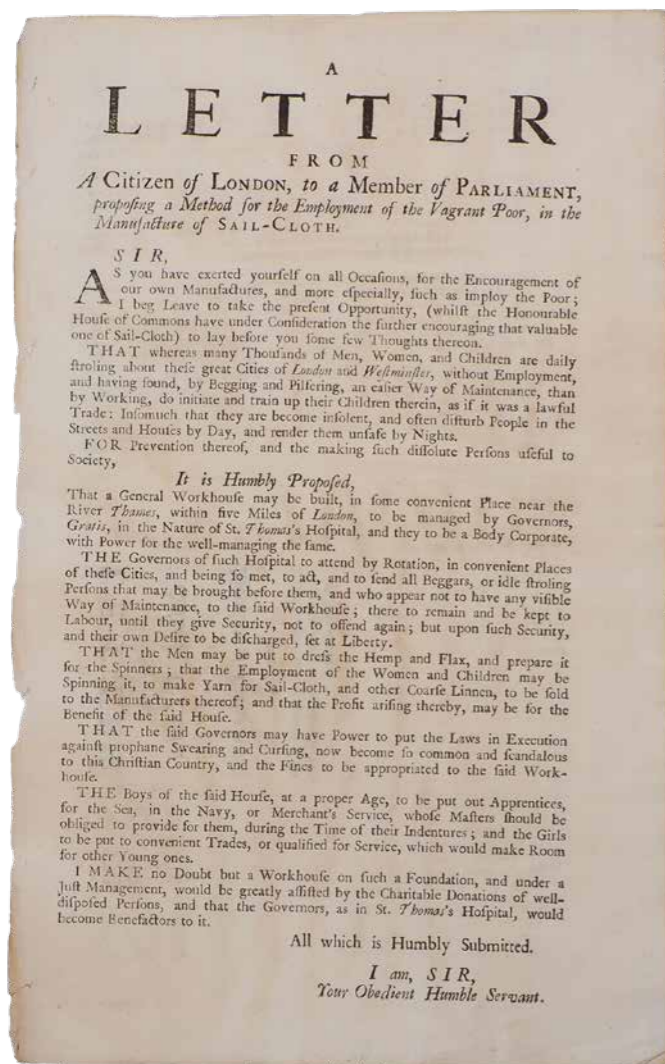 A
LETTER
FROM
A Citizen of LONDON, to a Member of PARLIAMENT,
propoſing a Method for the Employment of the Vagrant Poor, in the
Manufacture of SAIL-CLOTH.
SIR,
AS you have exerted yourſelf on all Occaſions, for the Encouragement of
our own Manufactures, and more eſpecially, ſuch as imploy the Poor;
I beg Leave to take the preſent Opportunity, (whilſt the Honourable
Houſe of Commons have under Conſideration the further encouraging that valuable
one of Sail-Cloth) to lay before you ſome few Thoughts thereon.
THAT whereas many Thouſands of Men, Women, and Children are daily
ſtroling about theſe great Cities of London and Weſtminſter, without Employment,
and having found, by Begging and Pilfering, an eaſier Way of Maintenance, than
by Working, do initiate and train up their Children therein, as if it was a lawful
Trade: Inſomuch that they are become inſolent, and often diſturb People in the
Streets and Houſes by Day, and render them unſafe by Nights.
FOR Prevention thereof, and the making ſuch diſſolute Perſons uſeful to
Society,
It is Humbly Propoſed,
That a General Workhouſe may be built, in ſome convenient Place near the
River Thames, within five Miles of London, to be managed by Governors,
Gratis, in the Nature of St. Thomas's Hoſpital, and they to be a Body Corporate,
with Power for the well-managing the ſame.
THE Governors of ſuch Hoſpital to attend by Rotation, in convenient Places
of theſe Cities, and being ſo met, to act, and to ſend all Beggars, or idle ſtroling
Perſons that may be brought before them, and who appear not to have any viſible
Way of Maintenance, to the ſaid Workhouſe; there to remain and be kept to
Labour, until they give Security, not to offend again; but upon ſuch Security,
and their own Deſire to be diſcharged, ſet at Liberty.
THAT the Men may be put to dreſs the Hemp and Flax, and prepare it
for the Spinners; that the Employment of the Women and Children may be
Spinning it, to make Yarn for Sail-Cloth, and other Coarſe Linnen, to be ſold
to the Manufacturers thereof; and that the Profit ariſing thereby, may be for the
Benefit of the ſaid Houſe.
THAT the ſaid Governors may have Power to put the Laws in Execution
againſt prophane Swearing and Curſing, now become ſo common and ſcandalous
to this Chriſtian Country, and the Fines to be appropriated to the ſaid Work-
houſe.
THE Boys of the ſaid Houſe, at a proper Age, to be put out Apprentices,
for the Sea, in the Navy, or Merchant's Service, whoſe Maſters ſhould be
obliged to provide for them, during the Time of their Indentures; and the Girls
to be put to convenient Trades, or qualified for Service, which would make Room
for other Young ones.
I MAKE no Doubt but a Workhouſe on ſuch a Foundation, and under a
Juſt Management, would be greatly aſſiſted by the Charitable Donations of well-
diſpoſed Perſons, and that the Governors, as in St. Thomas's Hoſpital, would
become Benefactors to it.
All which is Humbly Submitted.
I am, SIR,
Your Obedient Humble Servant.